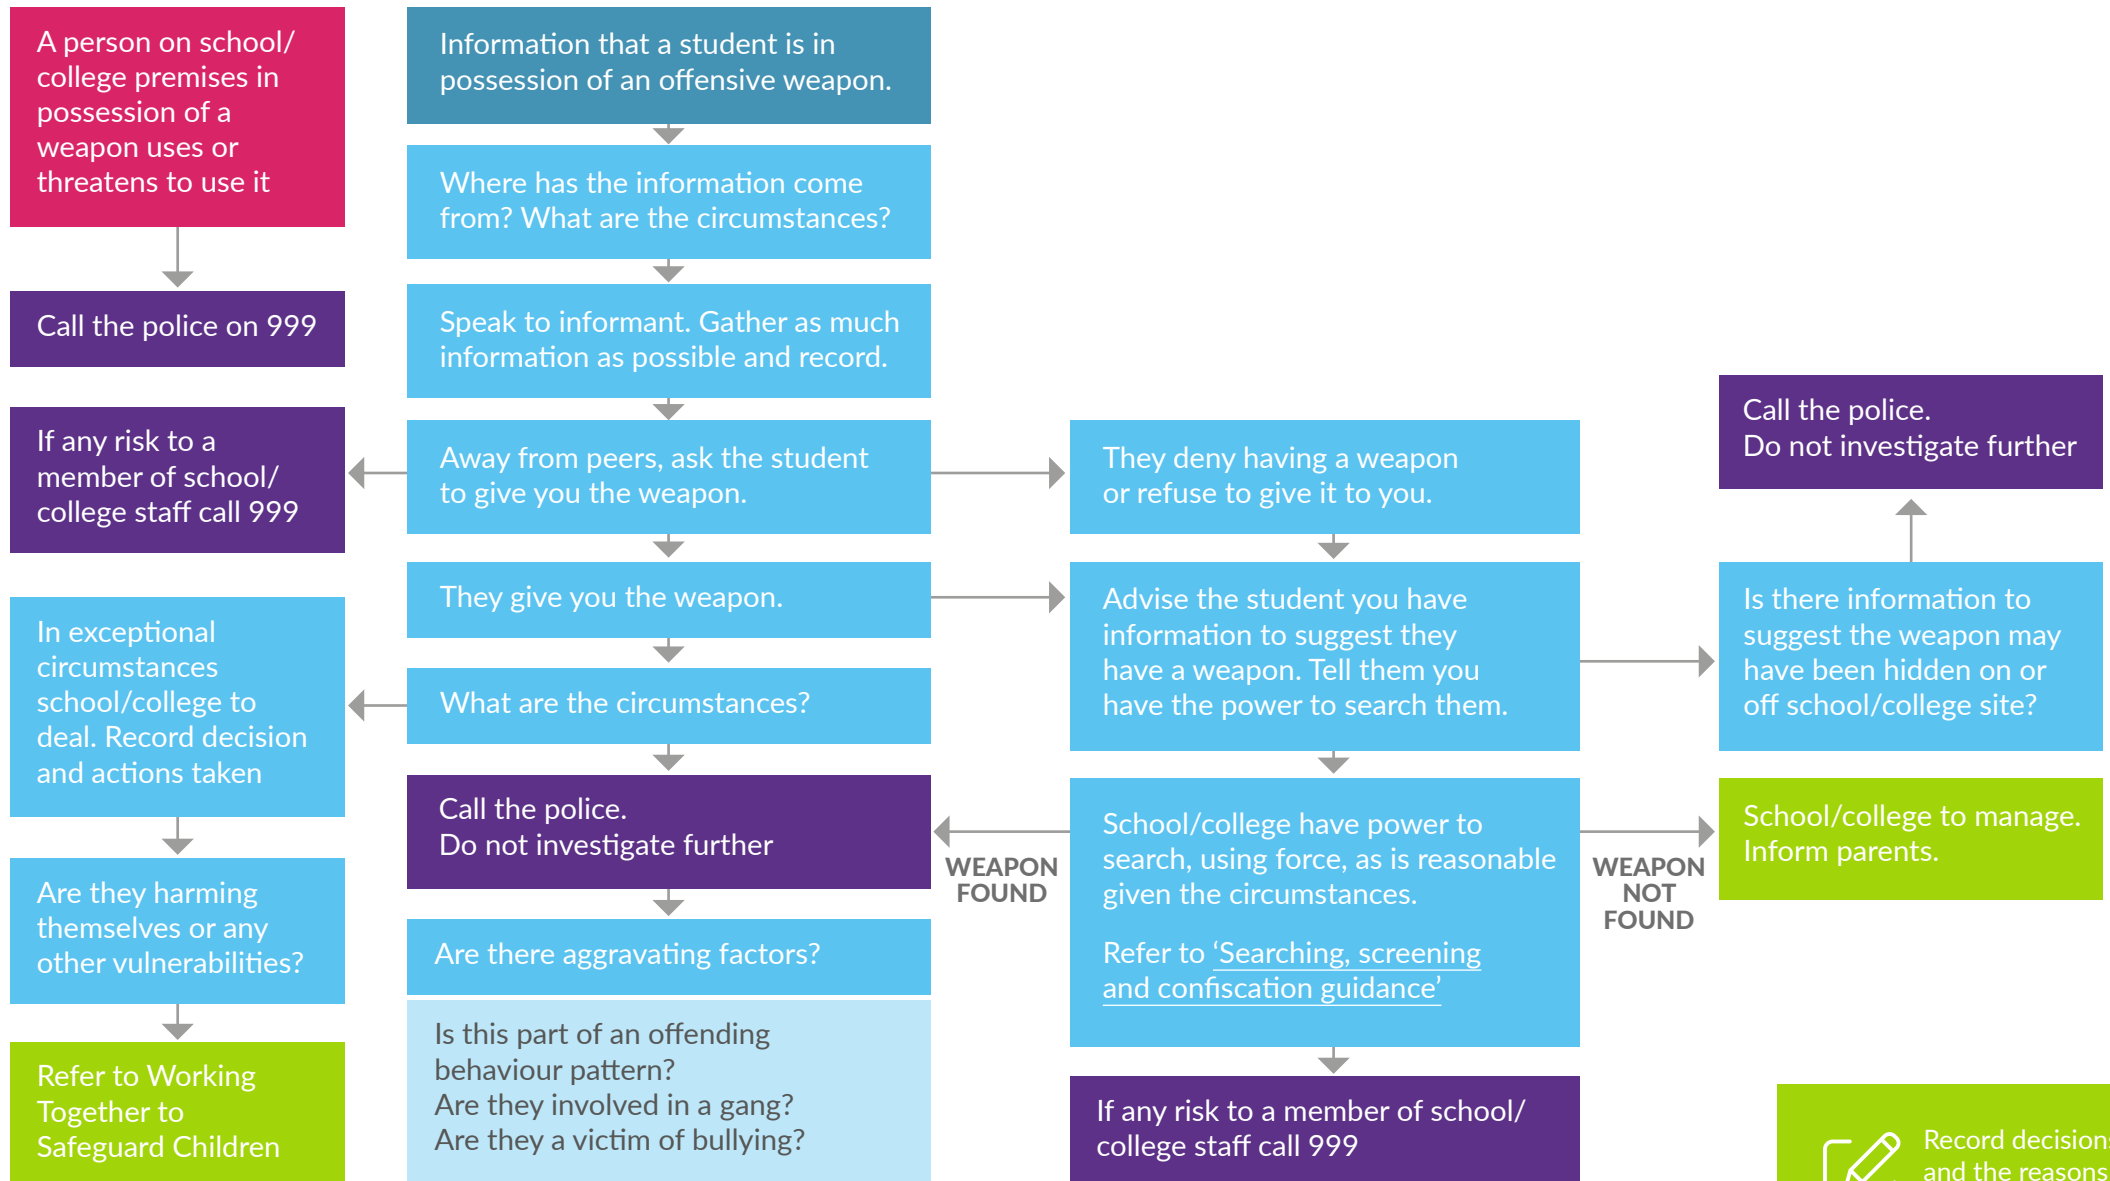 A person on school/
college premises in
possession of a
weapon uses or
threatens to use it
Call the police on 999
If any risk to a
member of school/
college staff call 999
In exceptional
circumstances
school/college to
deal. Record decision
and actions taken
Are they harming
themselves or any
other vulnerabilities?
Refer to Working
Together to
Safeguard Children
Information that a student is in
possession of an offensive weapon.
Where has the information come
from? What are the circumstances?
Speak to informant. Gather as much
information as possible and record.
Away from peers, ask the student
to give you the weapon.
They give you the weapon.
What are the circumstances?
Call the police.
Do not investigate further
Are there aggravating factors?
Is this part of an offending
behaviour pattern?
Are they involved in a gang?
Are they a victim of bullying?
They deny having a weapon
or refuse to give it to you.
Advise the student you have
information to suggest they
have a weapon. Tell them you
have the power to search them.
WEAPON
FOUND
School/college have power to
search, using force, as is reasonable
given the circumstances.
Refer to ‘Searching, screening
and confiscation guidance’
If any risk to a member of school/
college staff call 999
WEAPON
NOT
FOUND
Call the police.
Do not investigate further
Is there information to
suggest the weapon may
have been hidden on or
off school/college site?
School/college to manage.
Inform parents.
Record decisions
and the reasons